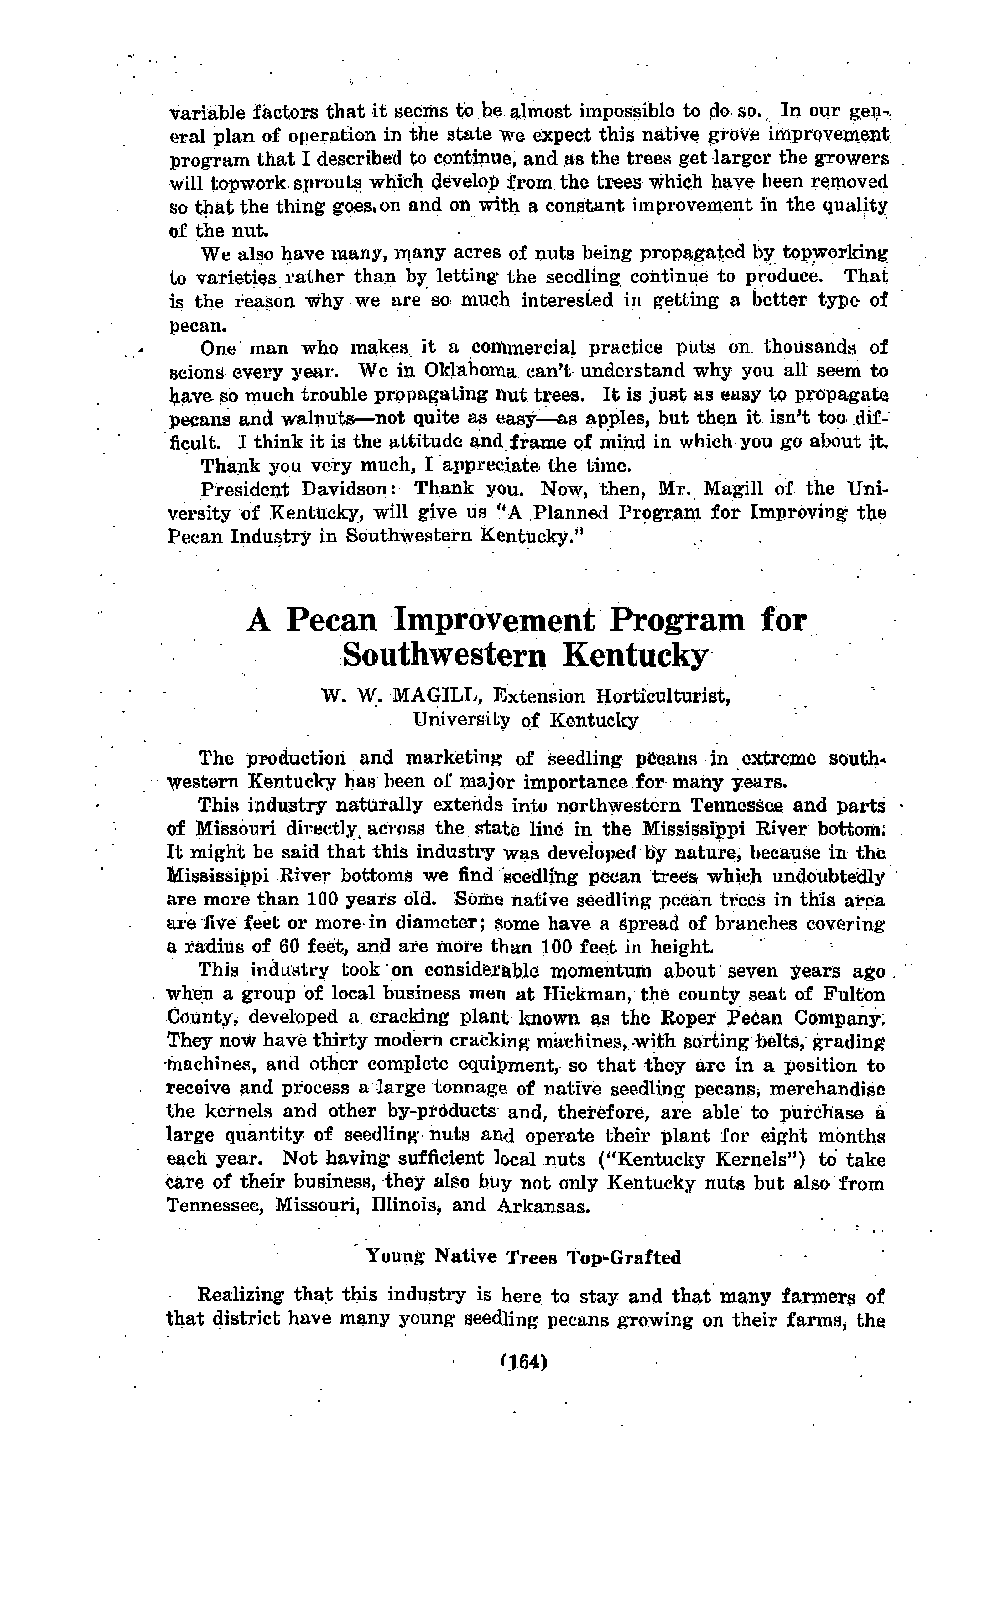 variable factors that it seems to be almost impossible to do so. In our gen-
eral plan of operation in the state we expect this native grove improvement
program that I described to continue, and as the trees get larger the growers
will topwork sprouts which develop from the trees which have been removed
so that the thing goes on and on with a constant improvement in the quality
of the nut.
We also have many, many acres of nuts being propagated by topworking
to varieties rather than by letting the seedling continue to produce. That
is the reason why we are so much interested in getting a better type of
pecan.
One man who makes it a commercial practice puts on thousands of
scions every year. We in Oklahoma can't understand why you all seem to
have so much trouble propagating nut trees. It is just as easy to propagate
pecans and walnuts—not quite as easy—as apples, but then it isn't too dif-
ficult. I think it is the attitude and frame of mind in which you go about it.
Thank you very much, I appreciate the time.
President Davidson: Thank you. Now, then, Mr. Magill of the Uni-
versity of Kentucky, will give us "A Planned Program for Improving the
Pecan Industry in Southwestern Kentucky."
A Pecan Improvement Program for
Southwestern Kentucky
W. W. MAGILL, Extension Horticulturist,
University of Kentucky
The production and marketing of seedling pecans in extreme south-
western Kentucky has been of major importance for many years.
This industry naturally extends into northwestern Tennessee and parts
of Missouri directly across the state line in the Mississippi River bottom.
It might be said that this industry was developed by nature, because in the
Mississippi River bottoms we find seedling pecan trees which undoubtedly
are more than 100 years old. Some native seedling pecan trees in this area
are five feet or more in diameter; some have a spread of branches covering
a radius of 60 feet, and are more than 100 feet in height.
This industry took on considerable momentum about seven years ago
when a group of local business men at Hickman, the county seat of Fulton
County, developed a cracking plant known as the Roper Pecan Company.
They now have thirty modern cracking machines, with sorting belts, grading
machines, and other complete equipment, so that they are in a position to
receive and process a large tonnage of native seedling pecans, merchandise
the kernels and other by-products and, therefore, are able to purchase a
large quantity of seedling nuts and operate their plant for eight months
each year. Not having sufficient local nuts ("Kentucky Kernels") to take
care of their business, they also buy not only Kentucky nuts but also from
Tennessee, Missouri, Illinois, and Arkansas.
Young Native Trees Top-Grafted
Realizing that this industry is here to stay and that many farmers of
that district have many young seedling pecans growing on their farms, the
(164)